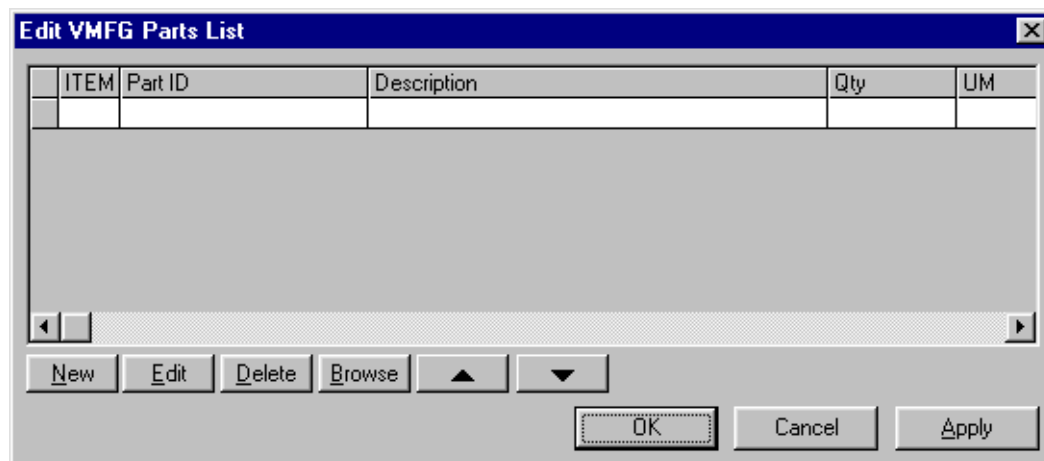 Edit VMFG Parts List
ITEM Part ID Description Qty UM
New Edit Delete Browse
OK Cancel Apply